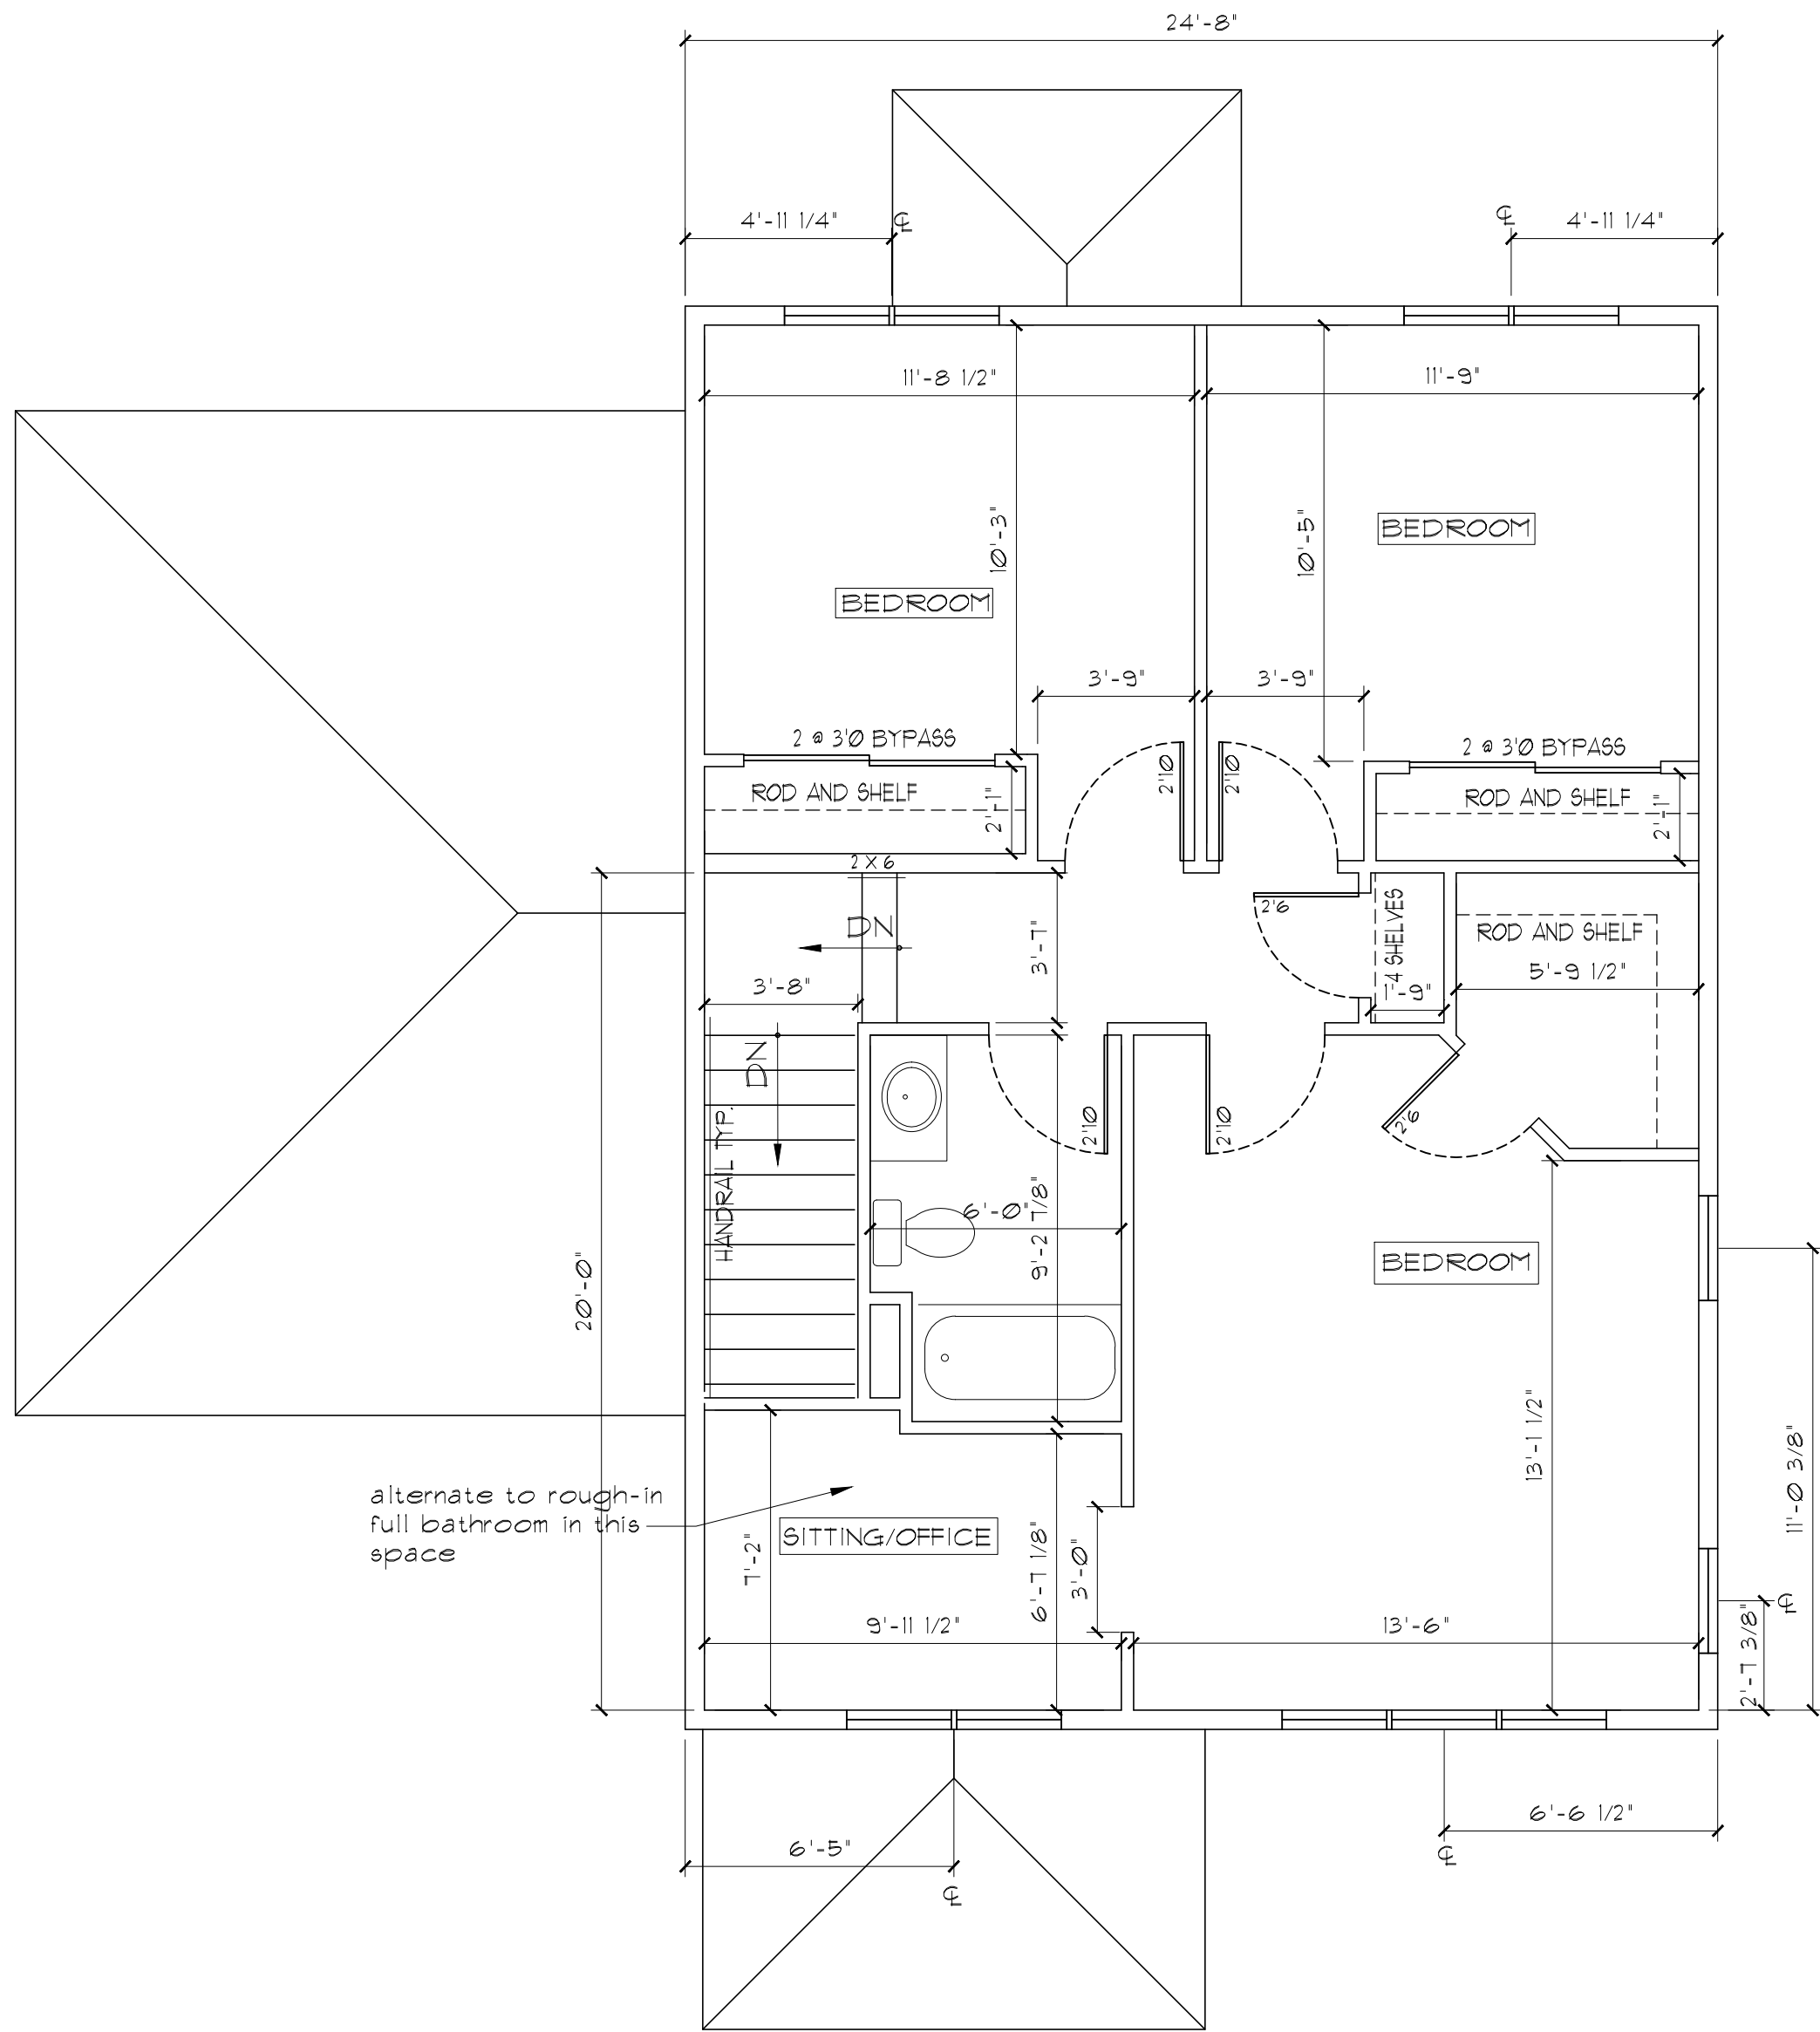 24'-8"
4'-11 1/4"
℄
℄
4'-11 1/4"
11'-8 1/2"
11'-9"
10'-3"
10'-5"
BEDROOM
BEDROOM
3'-9"
3'-9"
2 @ 3'0 BYPASS
2 @ 3'0 BYPASS
2'10
2'10
ROD AND SHELF
2'-1"
ROD AND SHELF
2'-1"
2 X 6
2'6
4 SHELVES
DN
3'-7"
ROD AND SHELF
5'-9 1/2"
3'-8"
1'-9"
DN
HANDRAIL TYP.
2'10
2'10
2'6
6'-0"
9'-2 7/8"
20'-0"
BEDROOM
13'-1 1/2"
11'-0 3/8"
alternate to rough-in
full bathroom in this
space
SITTING/OFFICE
7'-2"
6'-7 1/8"
3'-0"
9'-11 1/2"
13'-6"
2'-7 3/8"
℄
6'-6 1/2"
℄
6'-5"
℄